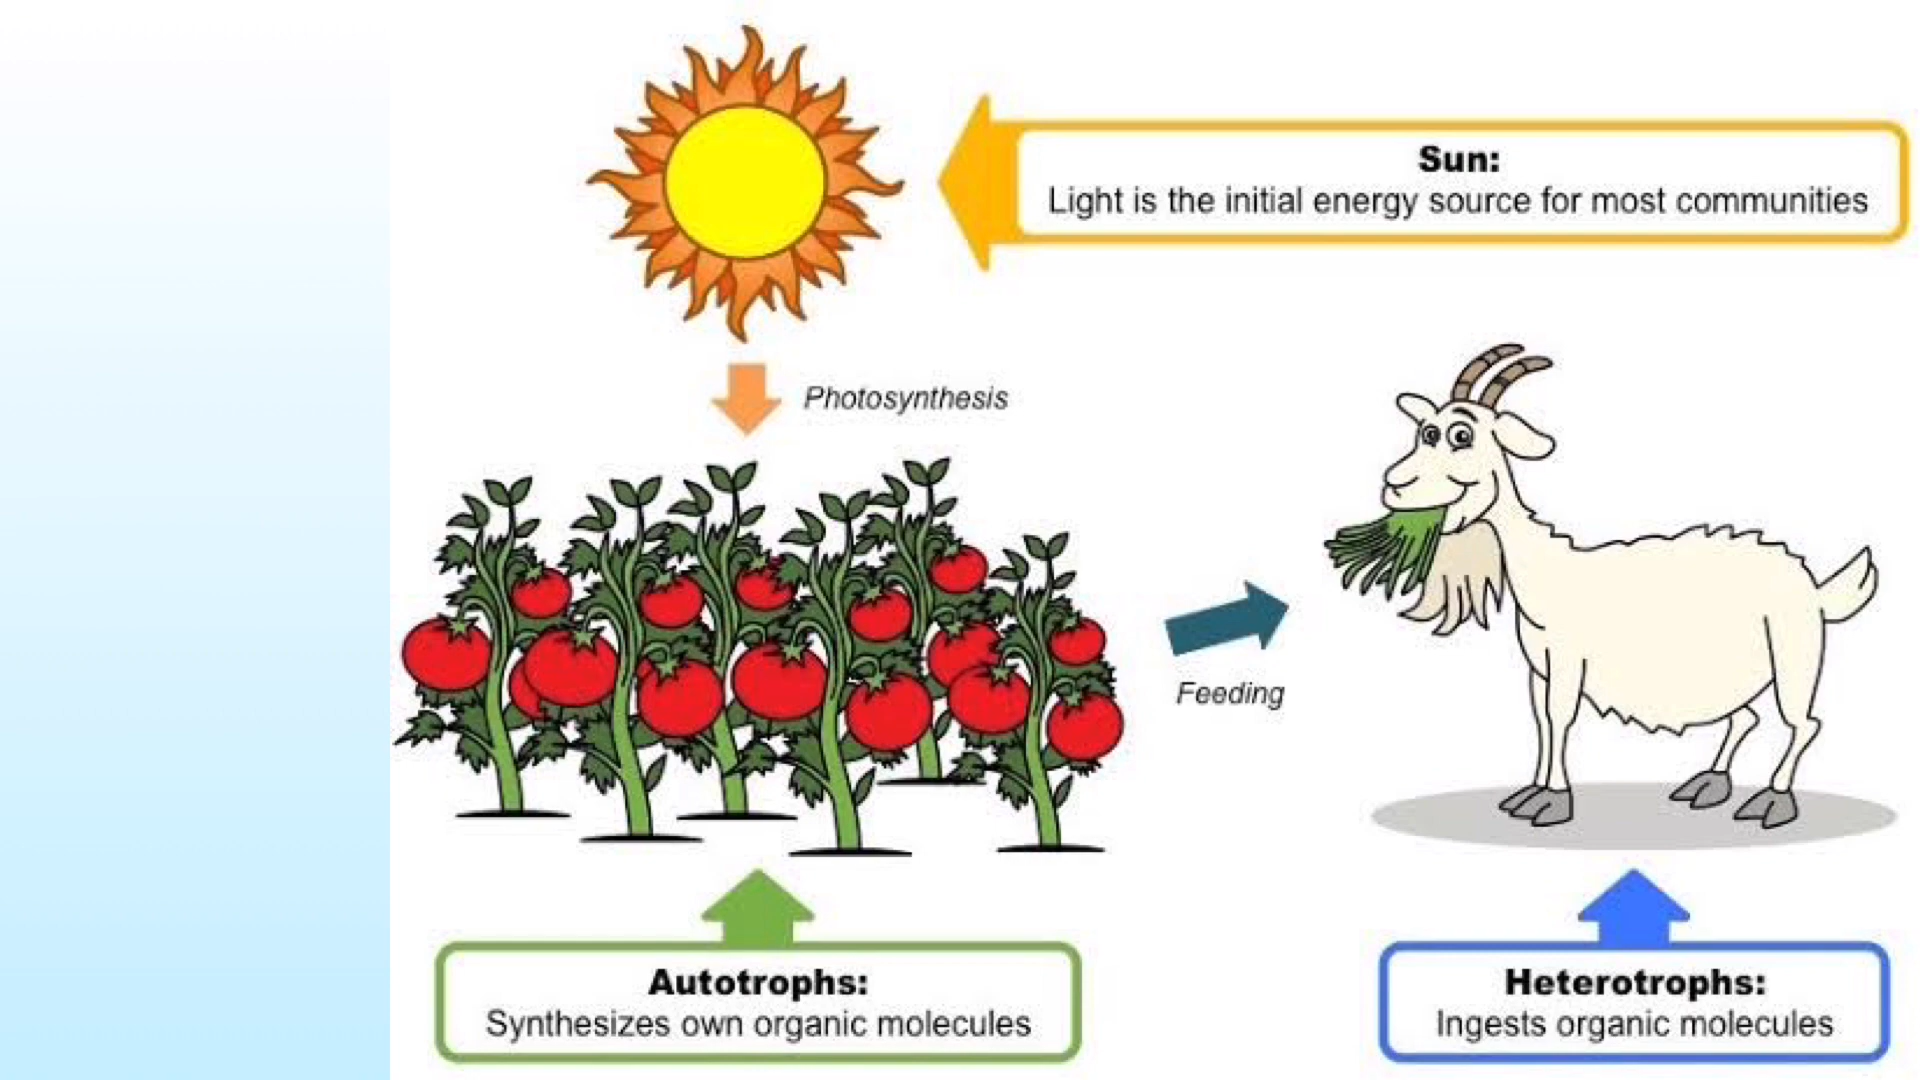 Sun:
Light is the initial energy source for most communities
Photosynthesis
Feeding
Autotrophs:
Synthesizes own organic molecules
Heterotrophs:
Ingests organic molecules